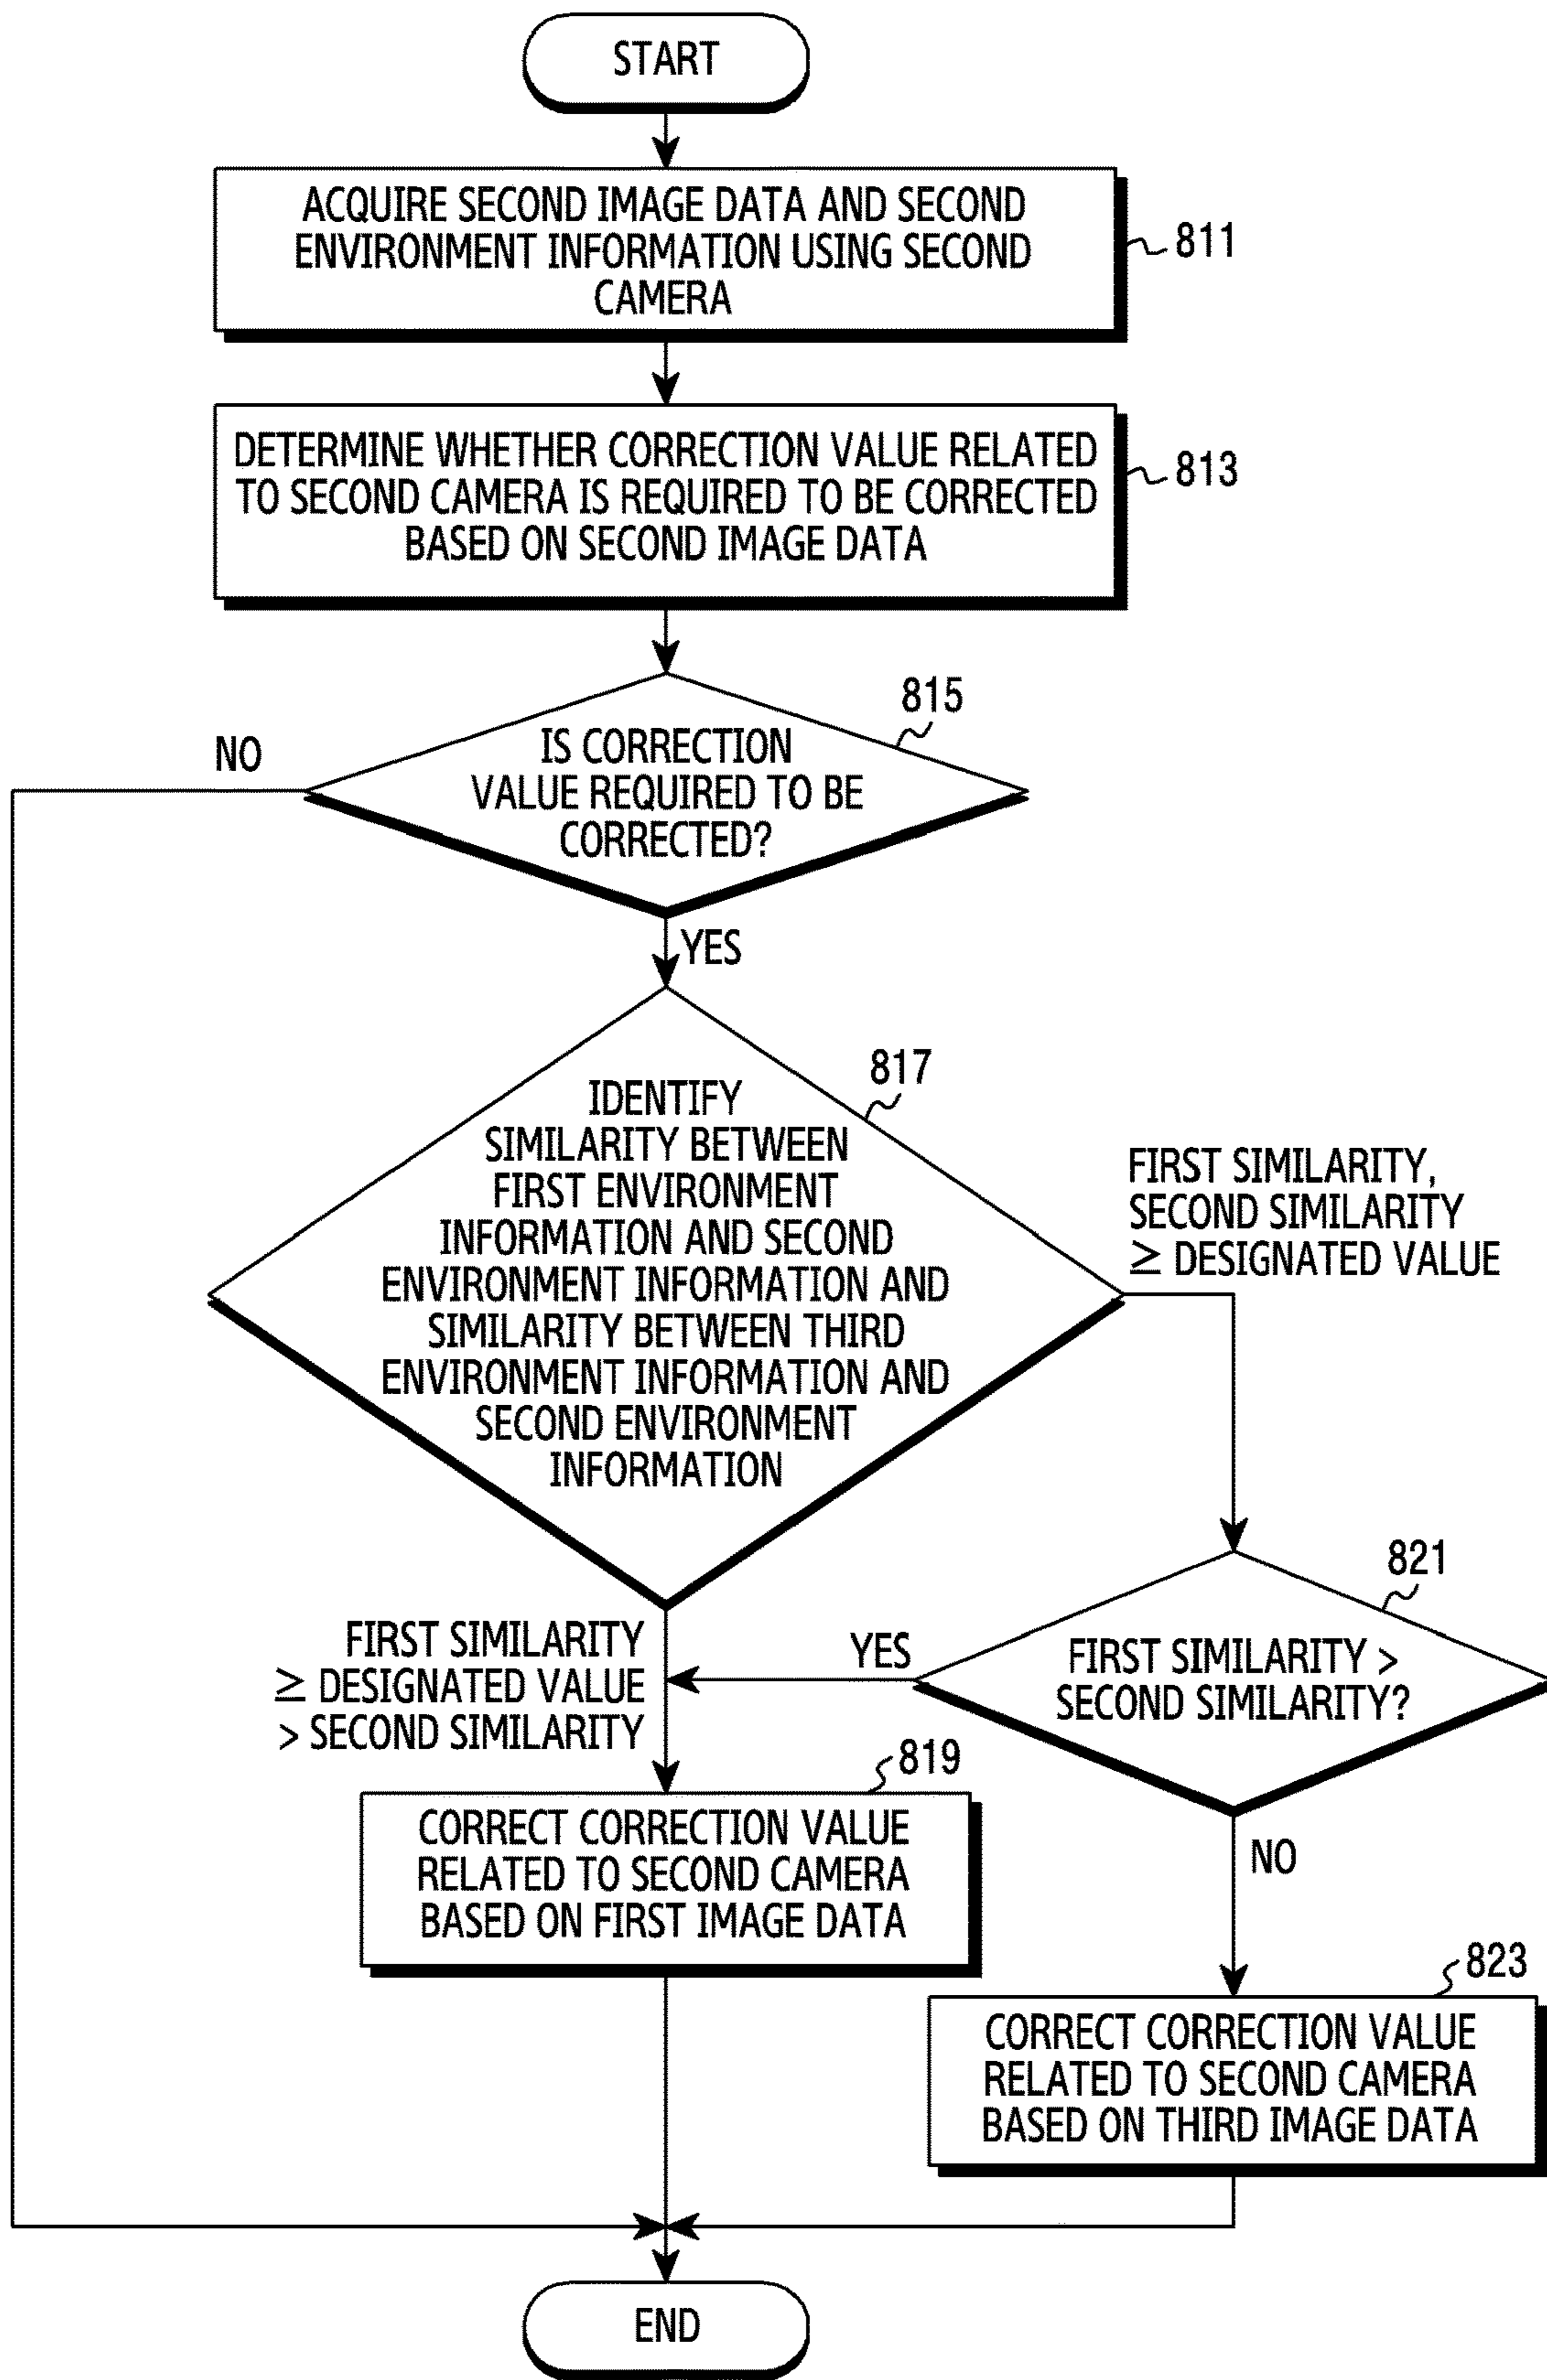 START
ACQUIRE SECOND IMAGE DATA AND SECOND
ENVIRONMENT INFORMATION USING SECOND
CAMERA
811
DETERMINE WHETHER CORRECTION VALUE RELATED
TO SECOND CAMERA IS REQUIRED TO BE CORRECTED
BASED ON SECOND IMAGE DATA
813
815
IS CORRECTION
VALUE REQUIRED TO BE
CORRECTED?
NO
YES
817
IDENTIFY
SIMILARITY BETWEEN
FIRST ENVIRONMENT
INFORMATION AND SECOND
ENVIRONMENT INFORMATION AND
SIMILARITY BETWEEN THIRD
ENVIRONMENT INFORMATION AND
SECOND ENVIRONMENT
INFORMATION
FIRST SIMILARITY,
SECOND SIMILARITY
≥ DESIGNATED VALUE
821
FIRST SIMILARITY >
SECOND SIMILARITY?
YES
FIRST SIMILARITY
≥ DESIGNATED VALUE
> SECOND SIMILARITY
819
CORRECT CORRECTION VALUE
RELATED TO SECOND CAMERA
BASED ON FIRST IMAGE DATA
NO
823
CORRECT CORRECTION VALUE
RELATED TO SECOND CAMERA
BASED ON THIRD IMAGE DATA
END